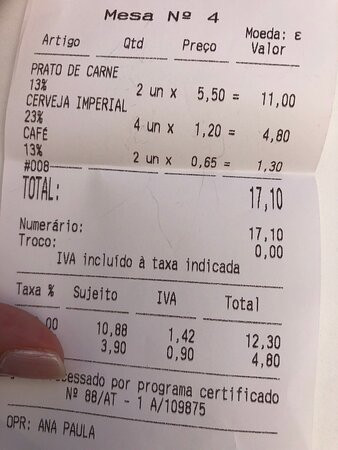 Mesa Nº 4
Moeda: €
Artigo Qtd Preço Valor
PRATO DE CARNE
13% 2 un x 5,50 = 11,00
CERVEJA IMPERIAL
23% 4 un x 1,20 = 4,80
CAFÉ
13% 2 un x 0,65 = 1,30
#008
TOTAL: 17,10
Numerário: 17,10
Troco: 0,00
IVA incluido à taxa indicada
Taxa % Sujeito IVA Total
00 10,88 1,42 12,30
3,90 0,90 4,80
essado por programa certificado
Nº 88/AT - 1 A/109875
OPR: ANA PAULA